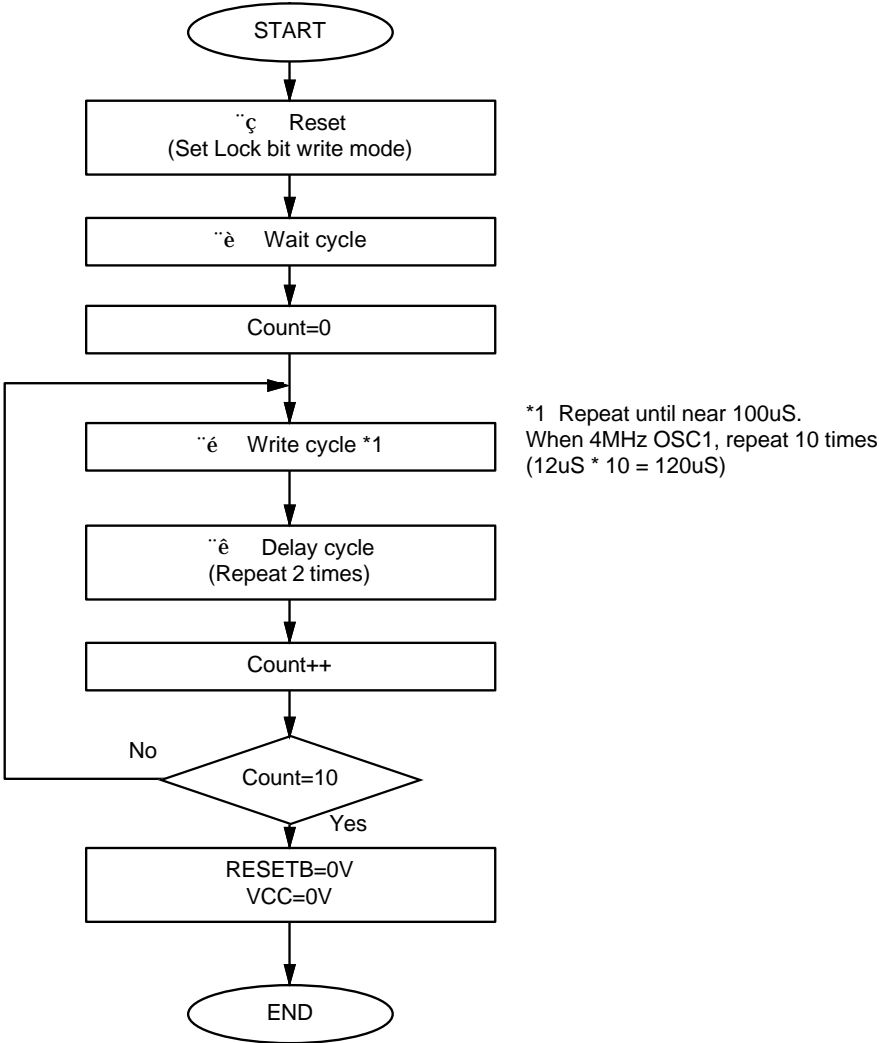 START
¨ç Reset
(Set Lock bit write mode)
¨è Wait cycle
Count=0
¨é Write cycle *1
*1 Repeat until near 100uS.
When 4MHz OSC1, repeat 10 times
(12uS * 10 = 120uS)
¨ê Delay cycle
(Repeat 2 times)
Count++
No
Count=10
Yes
RESETB=0V
VCC=0V
END